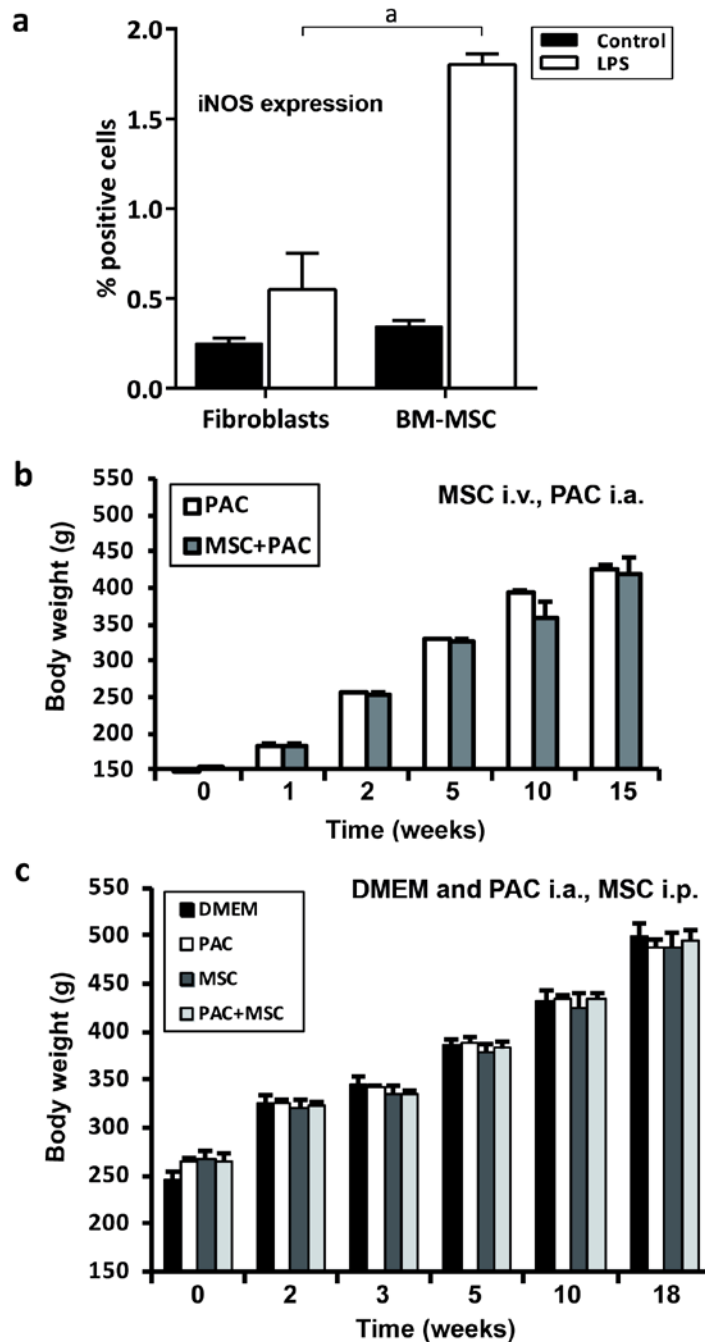 a
a
Control
LPS
iNOS expression
% positive cells
2.0
1.5
1.0
0.5
0.0
Fibroblasts BM-MSC
b
MSC i.v., PAC i.a.
PAC
MSC+PAC
Body weight (g)
550
500
450
400
350
300
250
200
150
0 1 2 5 10 15
Time (weeks)
c
DMEM and PAC i.a., MSC i.p.
DMEM
PAC
MSC
PAC+MSC
Body weight (g)
550
500
450
400
350
300
250
200
150
0 2 3 5 10 18
Time (weeks)